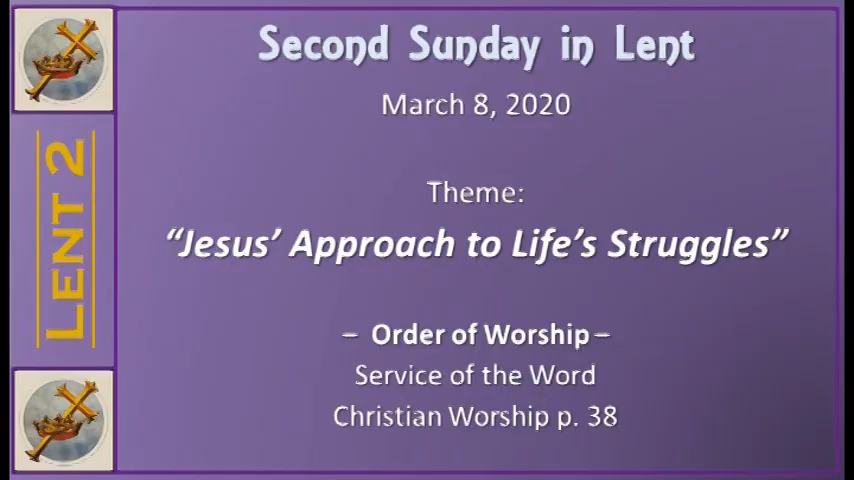 Second Sunday in Lent
March 8, 2020
LENT 2
Theme:
“Jesus’ Approach to Life’s Struggles”
– Order of Worship –
Service of the Word
Christian Worship p. 38